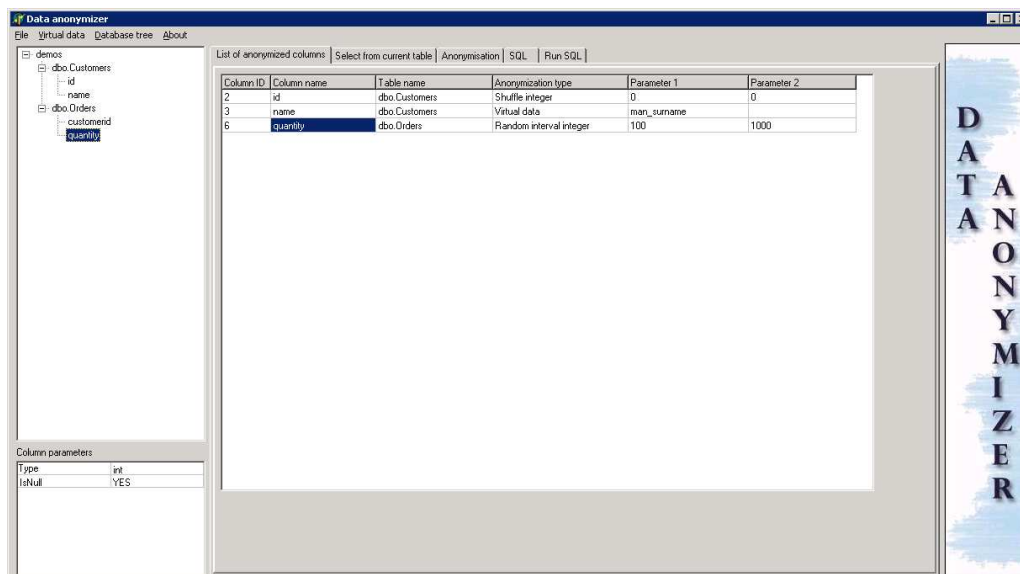 Data anonymizer
File Virtual data Database tree About
demos
dbo.Customers
id
name
dbo.Orders
customerid
quantity
List of anonymized columns Select from current table Anonymisation SQL Run SQL
Column ID Column name Table name Anonymization type Parameter 1 Parameter 2
2 id dbo.Customers Shuffle integer 0 0
3 name dbo.Customers Virtual data man_surname
6 quantity dbo.Orders Random interval integer 100 1000
Column parameters
Type int
IsNull YES
DATA
ANONYMIZER